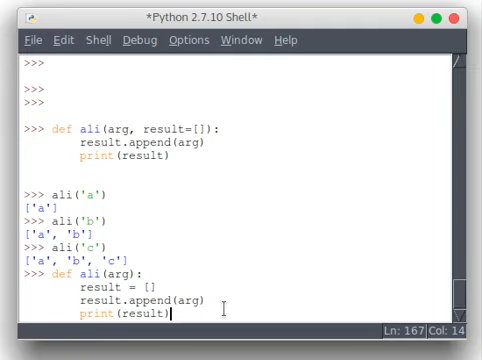 *Python 2.7.10 Shell*
File Edit Shell Debug Options Window Help
>>>
>>>
>>>
>>> def ali(arg, result=[]):
        result.append(arg)
        print(result)
>>> ali('a')
['a']
>>> ali('b')
['a', 'b']
>>> ali('c')
['a', 'b', 'c']
>>> def ali(arg):
        result = []
        result.append(arg)
        print(result)
Ln: 167 Col: 14